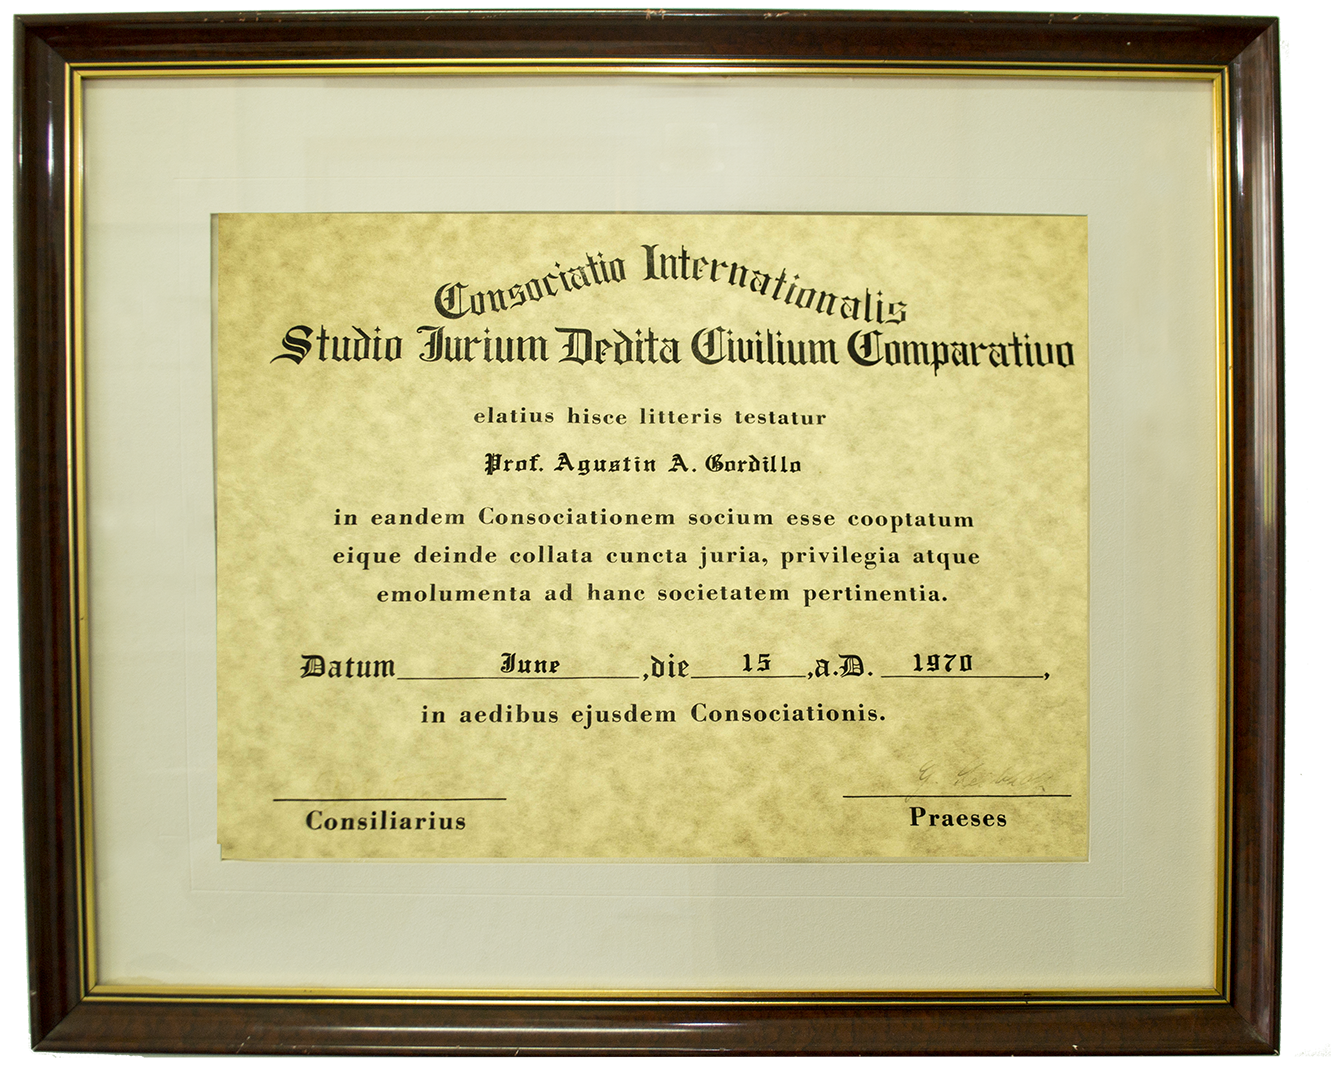 Consociatio Internationalis
Studio Iurium Dedita Civilium Comparativo
elatius hisce litteris testatur
Prof. Agustin A. Gordillo
in eandem Consociationem socium esse cooptatum
eique deinde collata cuncta juria, privilegia atque
emolumenta ad hanc societatem pertinentia.
Datum June ,die 15 ,a.D. 1970 ,
in aedibus ejusdem Consociationis.
Consiliarius
Praeses